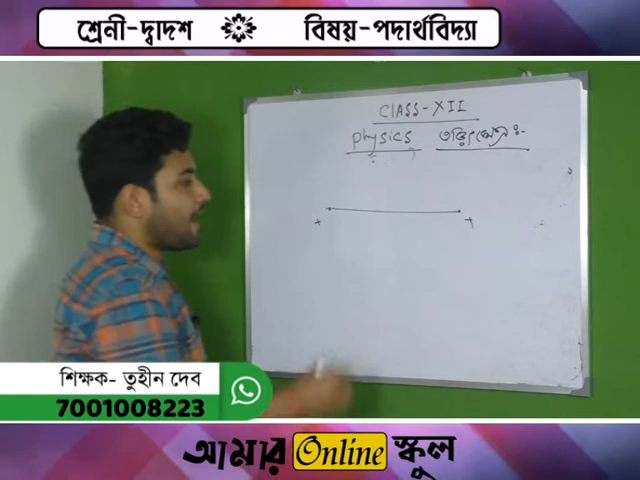 শ্রেনী-দ্বাদশ বিষয়-পদার্থবিদ্যা
CLASS-XII
Physics তড়িৎক্ষেত্র:-
+ +
শিক্ষক- তুহীন দেব
7001008223
আমার Online স্কুল